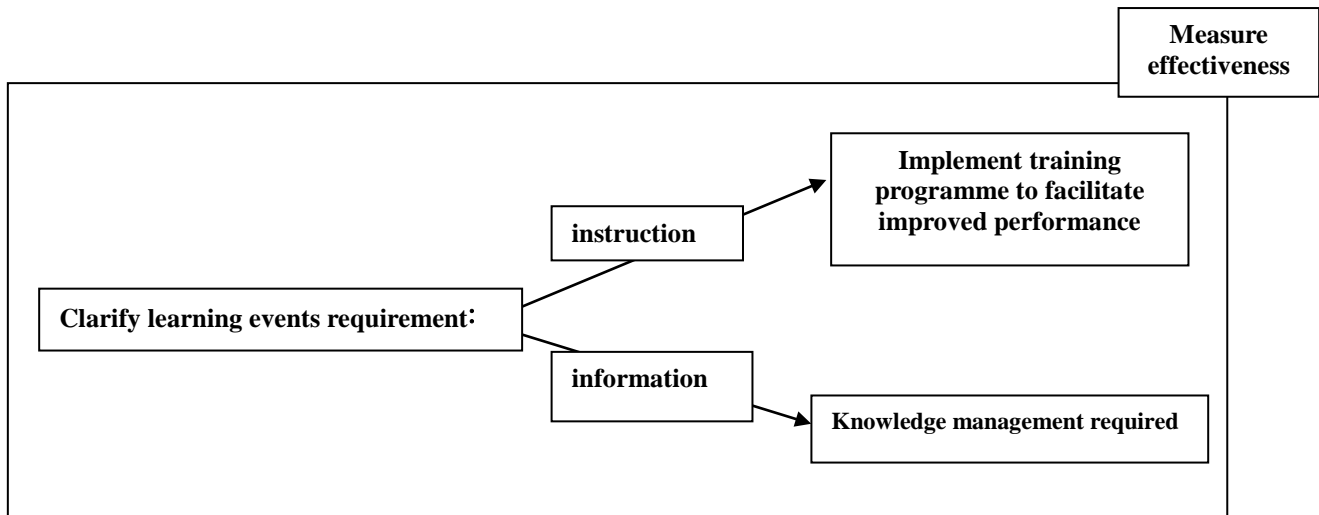 Measure
effectiveness
Implement training
programme to facilitate
improved performance
instruction
Clarify learning events requirement:
information
Knowledge management required